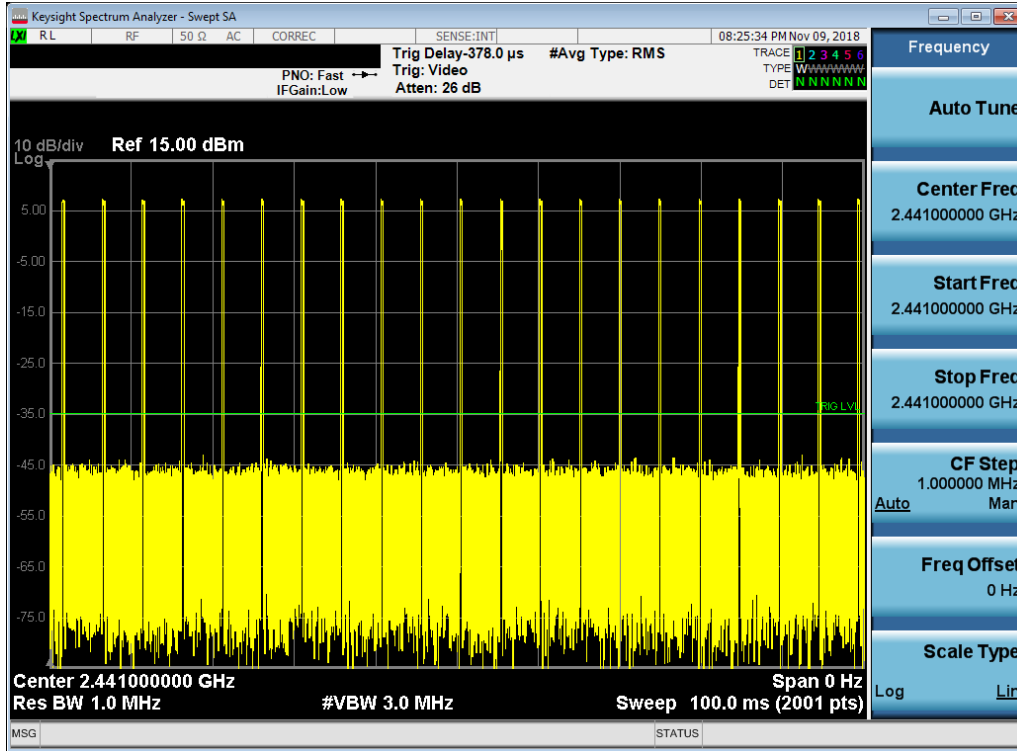 Keysight Spectrum Analyzer - Swept SA
LXI RL RF 50 Ω AC CORREC SENSE:INT 08:25:34 PM Nov 09, 2018
Trig Delay-378.0 µs #Avg Type: RMS TRACE 1 2 3 4 5 6
PNO: Fast Trig: Video TYPE WWWWWW
IFGain:Low Atten: 26 dB DET N N N N N N
10 dB/div Ref 15.00 dBm
Log
5.00
-5.00
-15.0
-25.0
-35.0
TRIG LVL
-45.0
-55.0
-65.0
-75.0
Center 2.441000000 GHz Span 0 Hz
Res BW 1.0 MHz #VBW 3.0 MHz Sweep 100.0 ms (2001 pts)
MSG STATUS
Frequency
Auto Tune
Center Freq
2.441000000 GHz
Start Freq
2.441000000 GHz
Stop Freq
2.441000000 GHz
CF Step
1.000000 MHz
Auto Man
Freq Offset
0 Hz
Scale Type
Log Lin